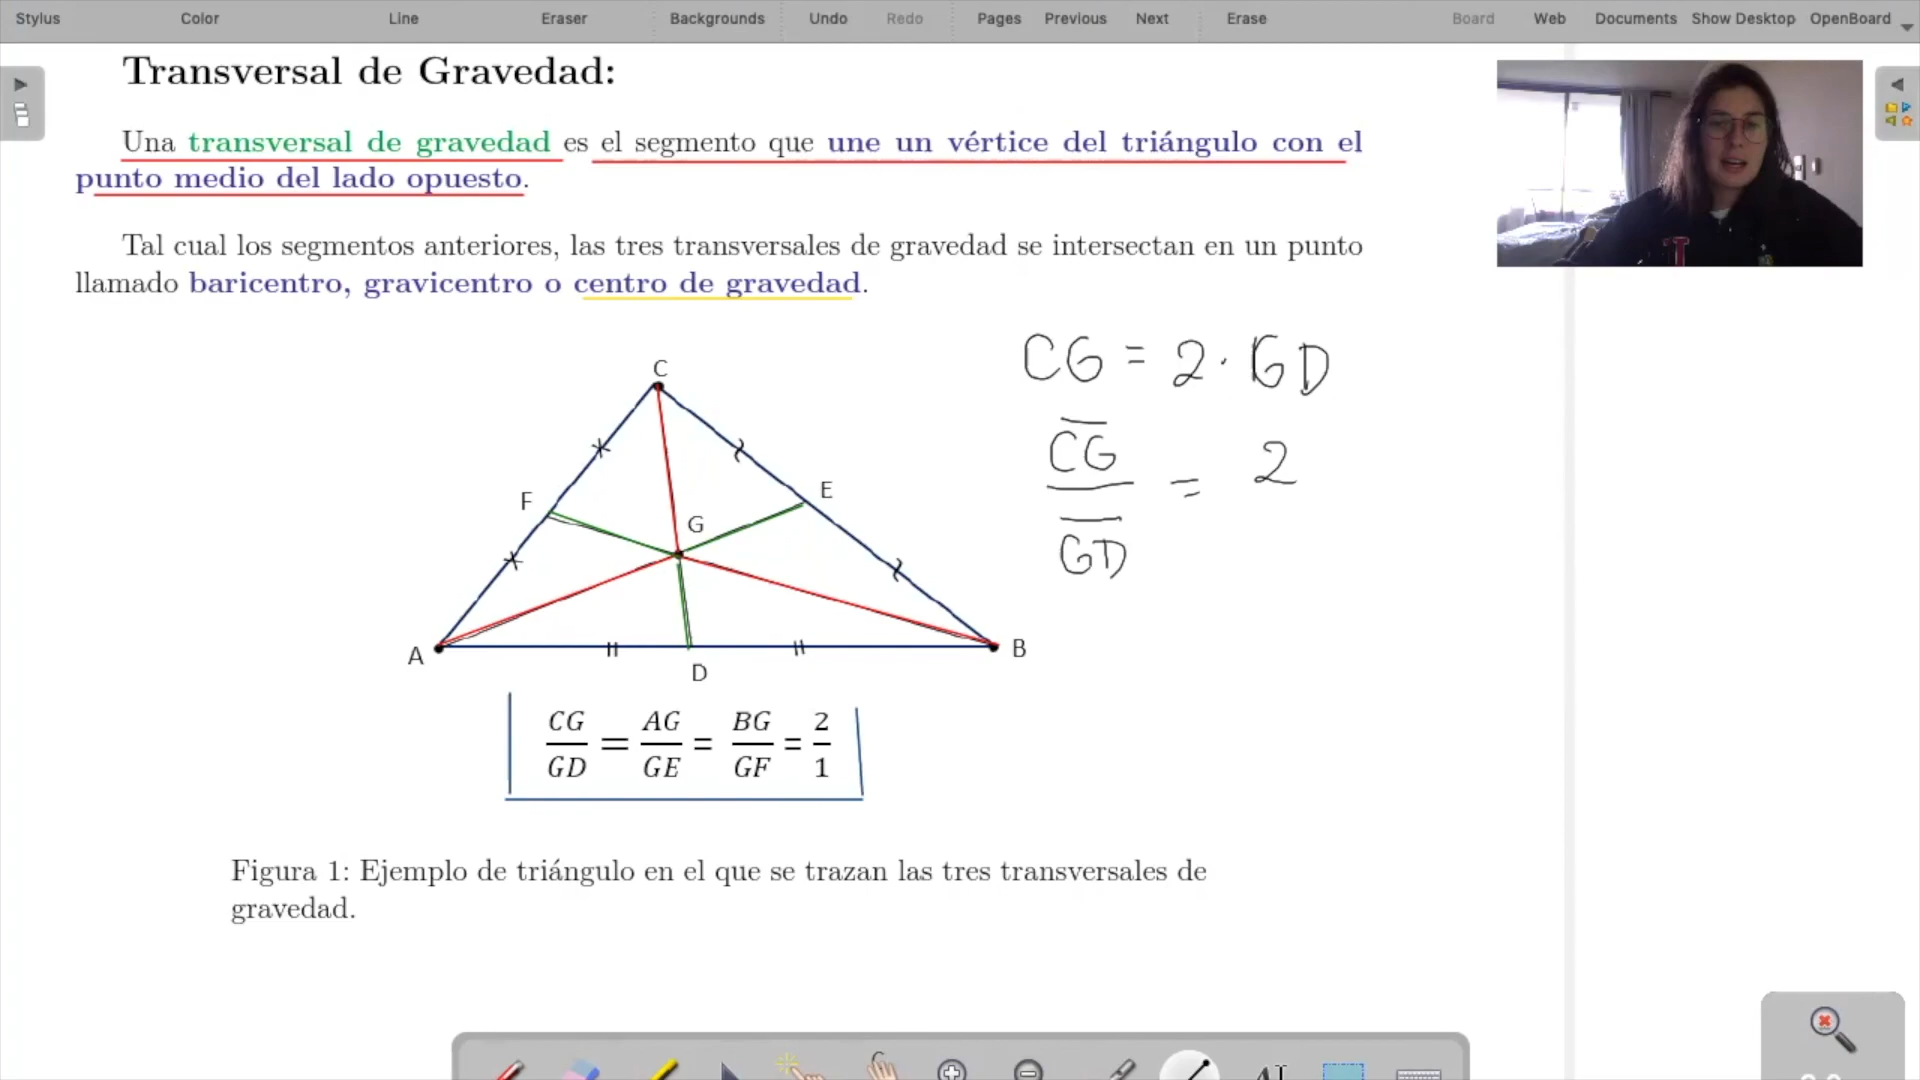 Stylus Color Line Eraser Backgrounds Undo Redo Pages Previous Next Erase Board Web Documents Show Desktop OpenBoard
Transversal de Gravedad:
Una transversal de gravedad es el segmento que une un vértice del triángulo con el
punto medio del lado opuesto.
Tal cual los segmentos anteriores, las tres transversales de gravedad se intersectan en un punto
llamado baricentro, gravicentro o centro de gravedad.
CG = 2 · GD
CG / GD = 2
C
F
E
G
A
B
D
CG/GD = AG/GE = BG/GF = 2/1
Figura 1: Ejemplo de triángulo en el que se trazan las tres transversales de
gravedad.